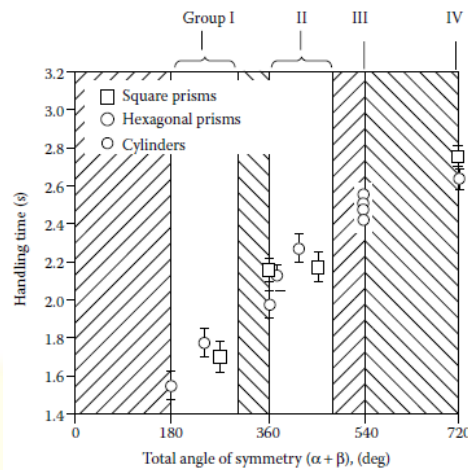 Group I II III IV
3.2
3.0
2.8
2.6
2.4
2.2
2.0
1.8
1.6
1.4
Handling time (s)
Square prisms
Hexagonal prisms
Cylinders
0 180 360 540 720
Total angle of symmetry (α + β), (deg)